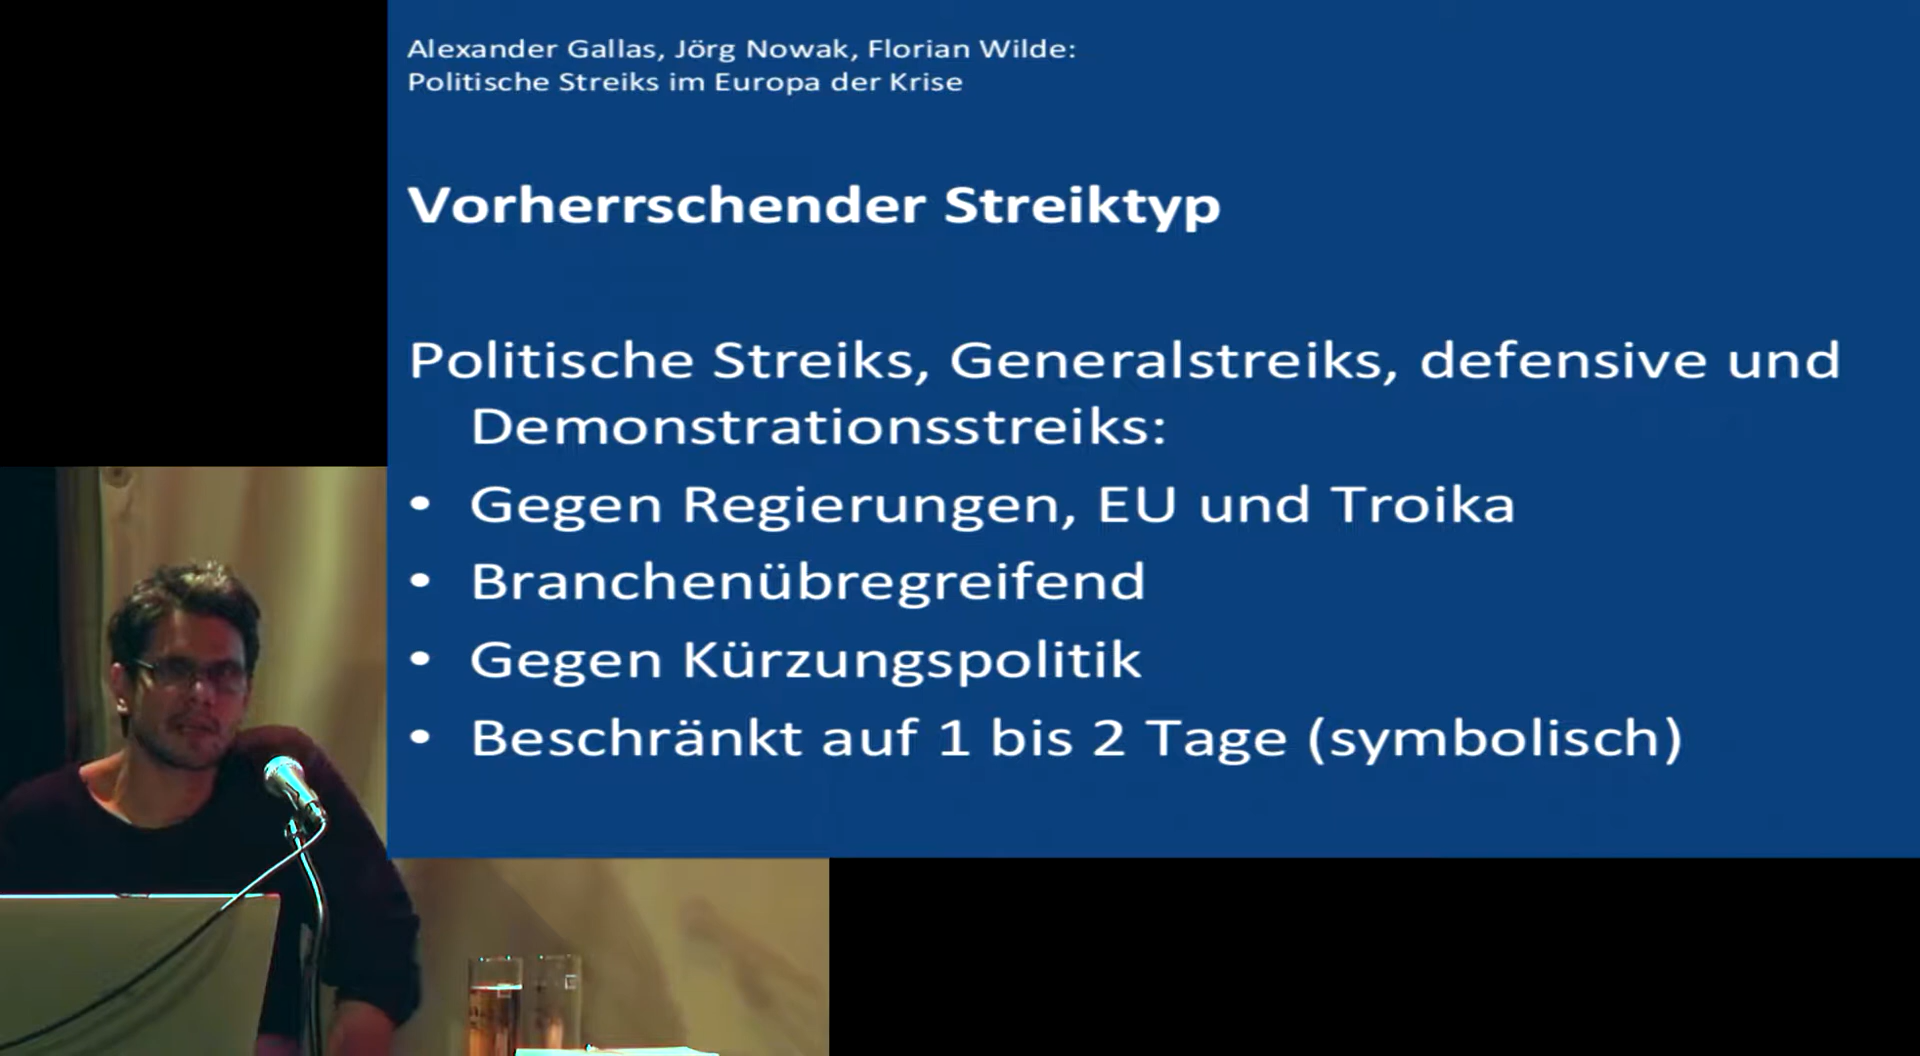 Alexander Gallas, Jörg Nowak, Florian Wilde:
Politische Streiks im Europa der Krise
Vorherrschender Streiktyp
Politische Streiks, Generalstreiks, defensive und
Demonstrationsstreiks:
• Gegen Regierungen, EU und Troika
• Branchenübregreifend
• Gegen Kürzungspolitik
• Beschränkt auf 1 bis 2 Tage (symbolisch)